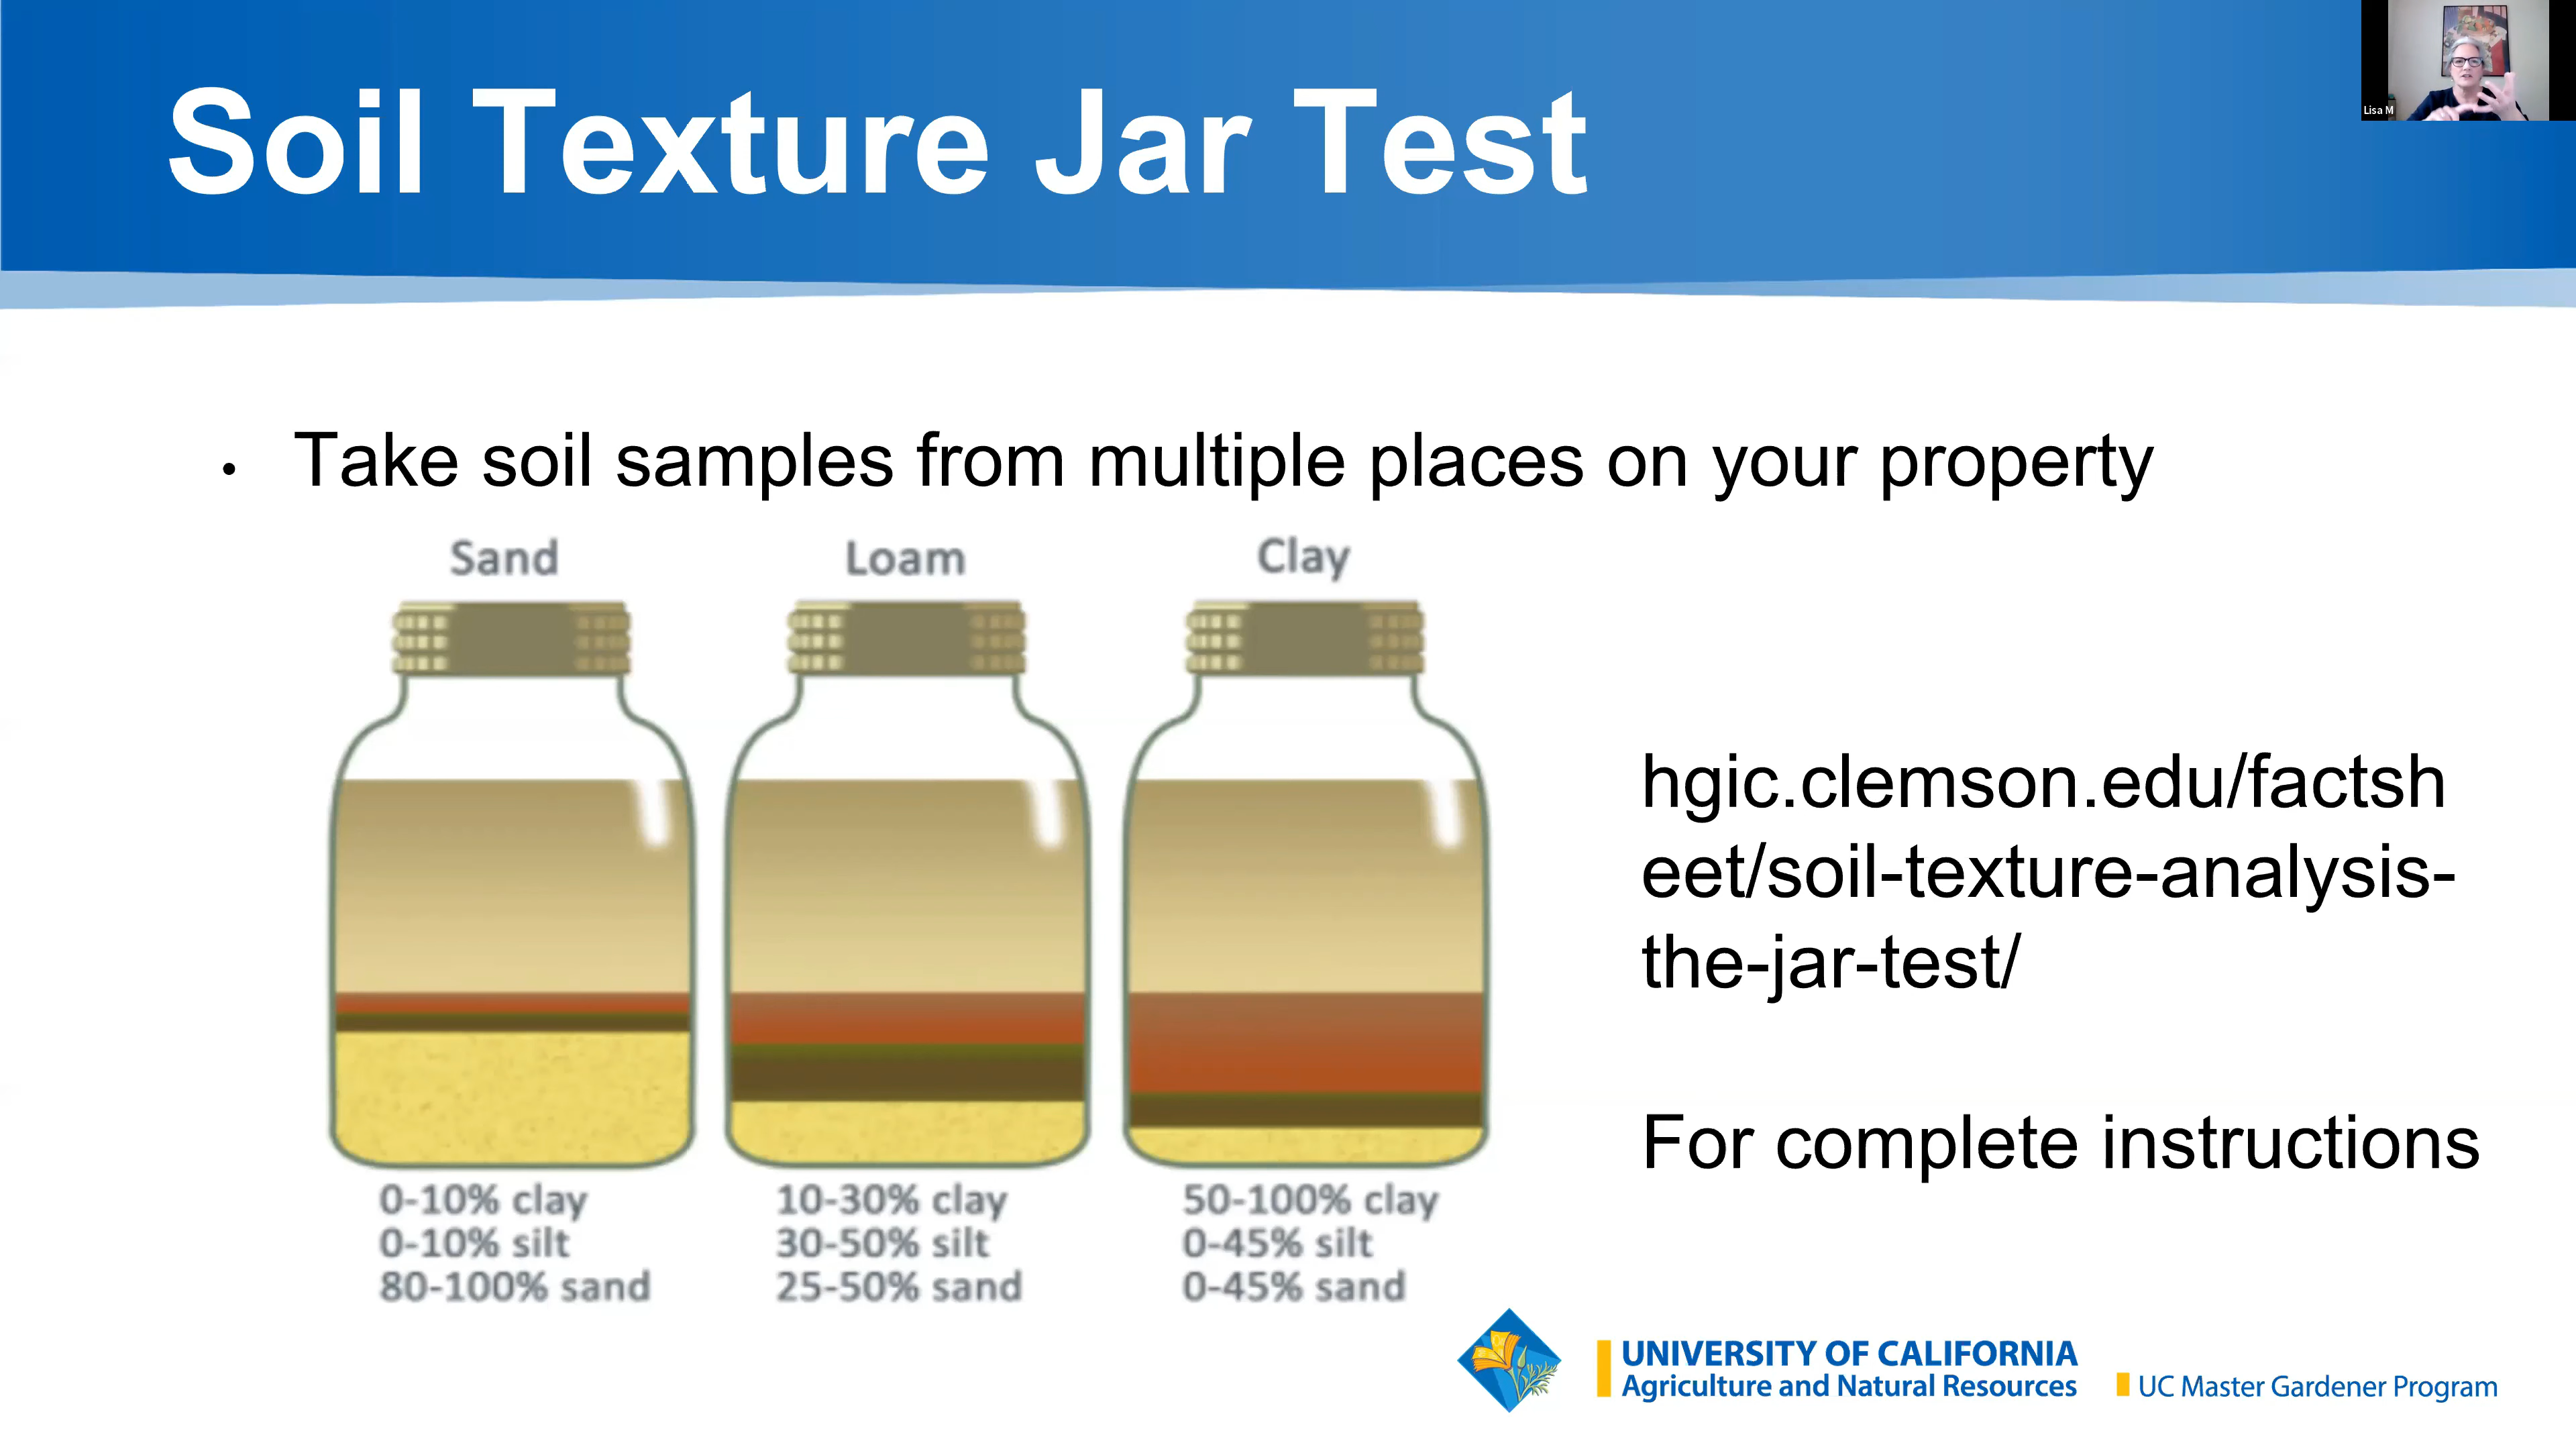 Soil Texture Jar Test
Lisa M
• Take soil samples from multiple places on your property
Sand
Loam
Clay
0-10% clay
0-10% silt
80-100% sand
10-30% clay
30-50% silt
25-50% sand
50-100% clay
0-45% silt
0-45% sand
hgic.clemson.edu/factsh
eet/soil-texture-analysis-
the-jar-test/
For complete instructions
UNIVERSITY OF CALIFORNIA
Agriculture and Natural Resources
UC Master Gardener Program